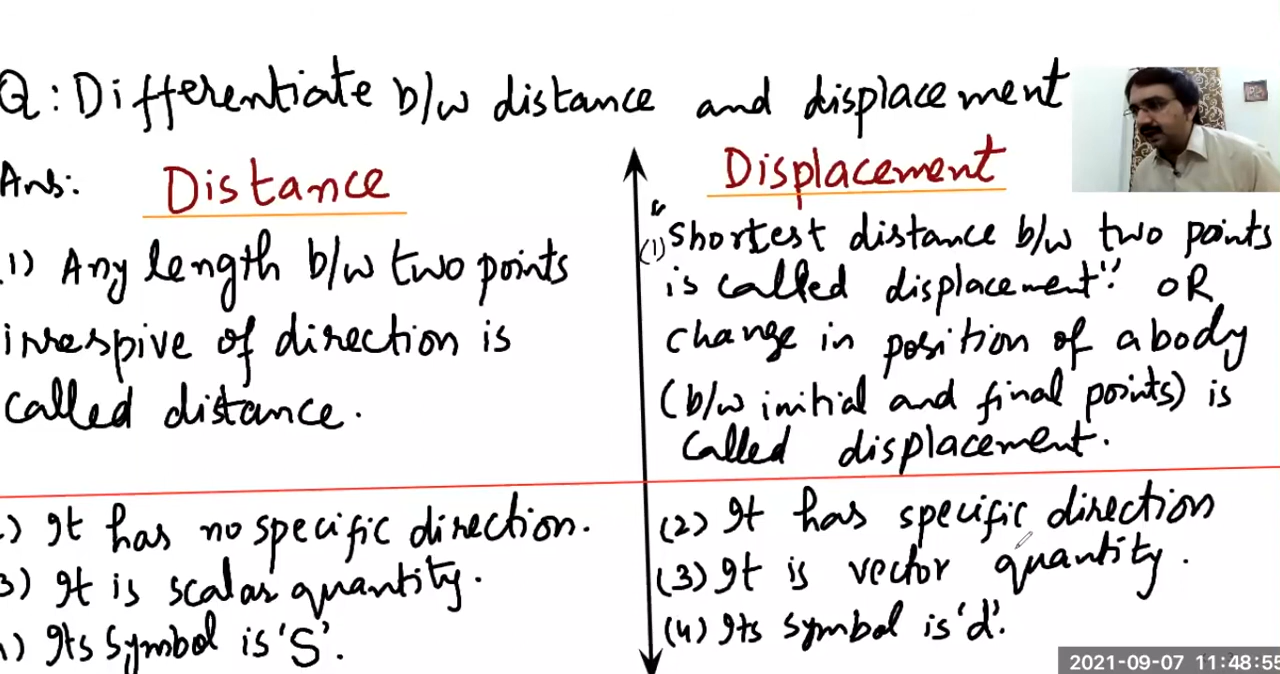 Q: Differentiate b/w distance and displacement
Ans:
Distance
1) Any length b/w two points
irrespive of direction is
called distance.
) It has no specific direction.
3) It is scalar quantity.
) Its symbol is 'S'.
Displacement
(1) "Shortest distance b/w two points
is called displacement". OR
change in position of a body
(b/w initial and final points) is
called displacement.
(2) It has specific direction
(3) It is vector quantity.
(4) Its symbol is 'd'.
2021-09-07 11:48:55